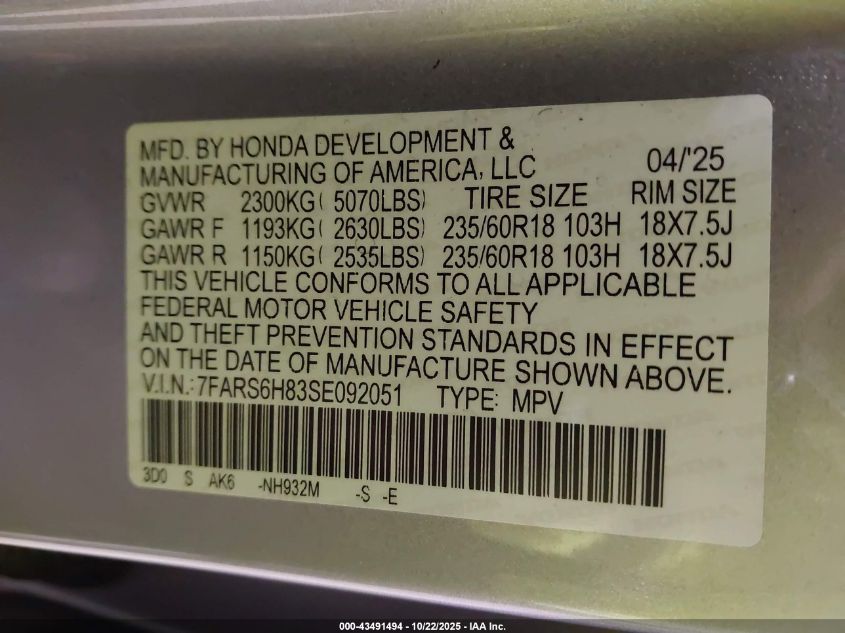 MFD. BY HONDA DEVELOPMENT &
MANUFACTURING OF AMERICA, LLC 04/'25
GVWR 2300KG( 5070LBS) TIRE SIZE RIM SIZE
GAWR F 1193KG( 2630LBS) 235/60R18 103H 18X7.5J
GAWR R 1150KG( 2535LBS) 235/60R18 103H 18X7.5J
THIS VEHICLE CONFORMS TO ALL APPLICABLE
FEDERAL MOTOR VEHICLE SAFETY
AND THEFT PREVENTION STANDARDS IN EFFECT
ON THE DATE OF MANUFACTURE SHOWN ABOVE.
V.I.N.:7FARS6H83SE092051 TYPE: MPV
3D0 S AK6 -NH932M -S -E
000-43491494 - 10/22/2025 - IAA Inc.